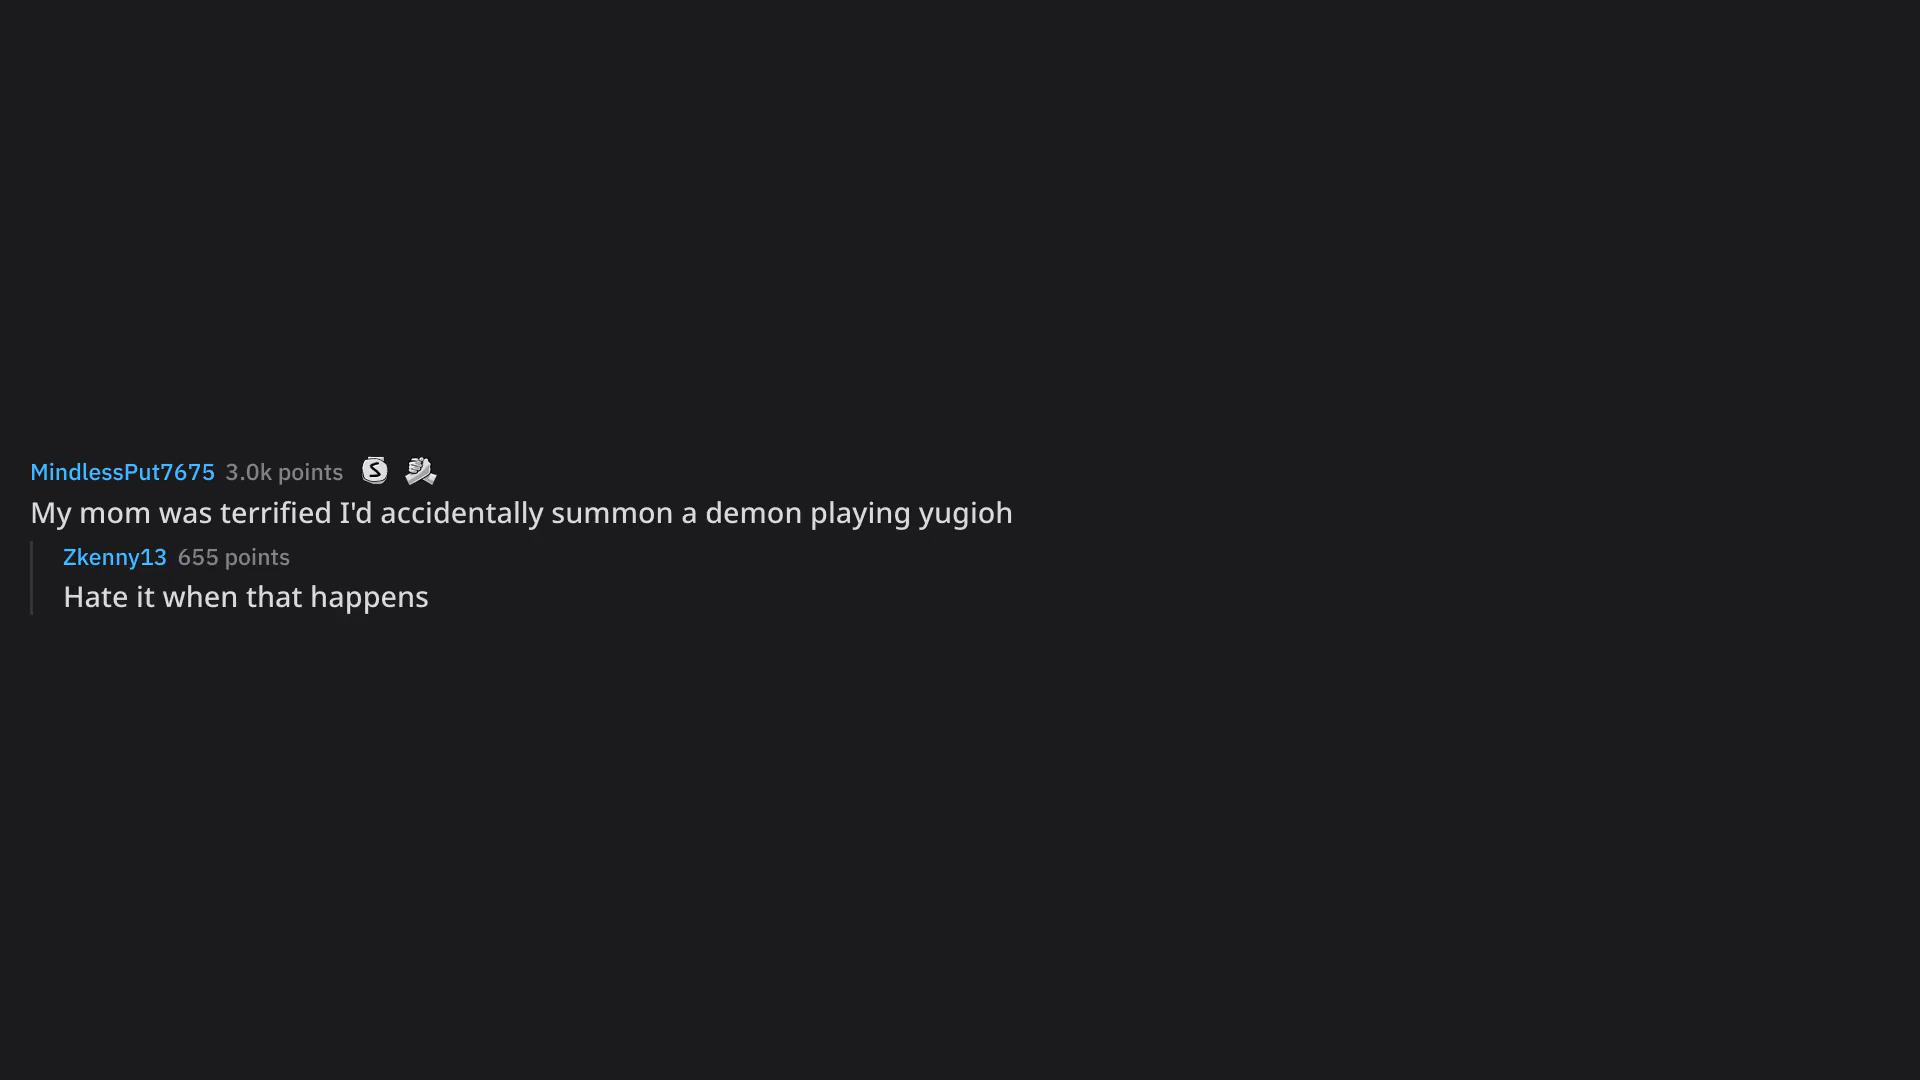 MindlessPut7675 3.0k points S
My mom was terrified I'd accidentally summon a demon playing yugioh
Zkenny13 655 points
Hate it when that happens